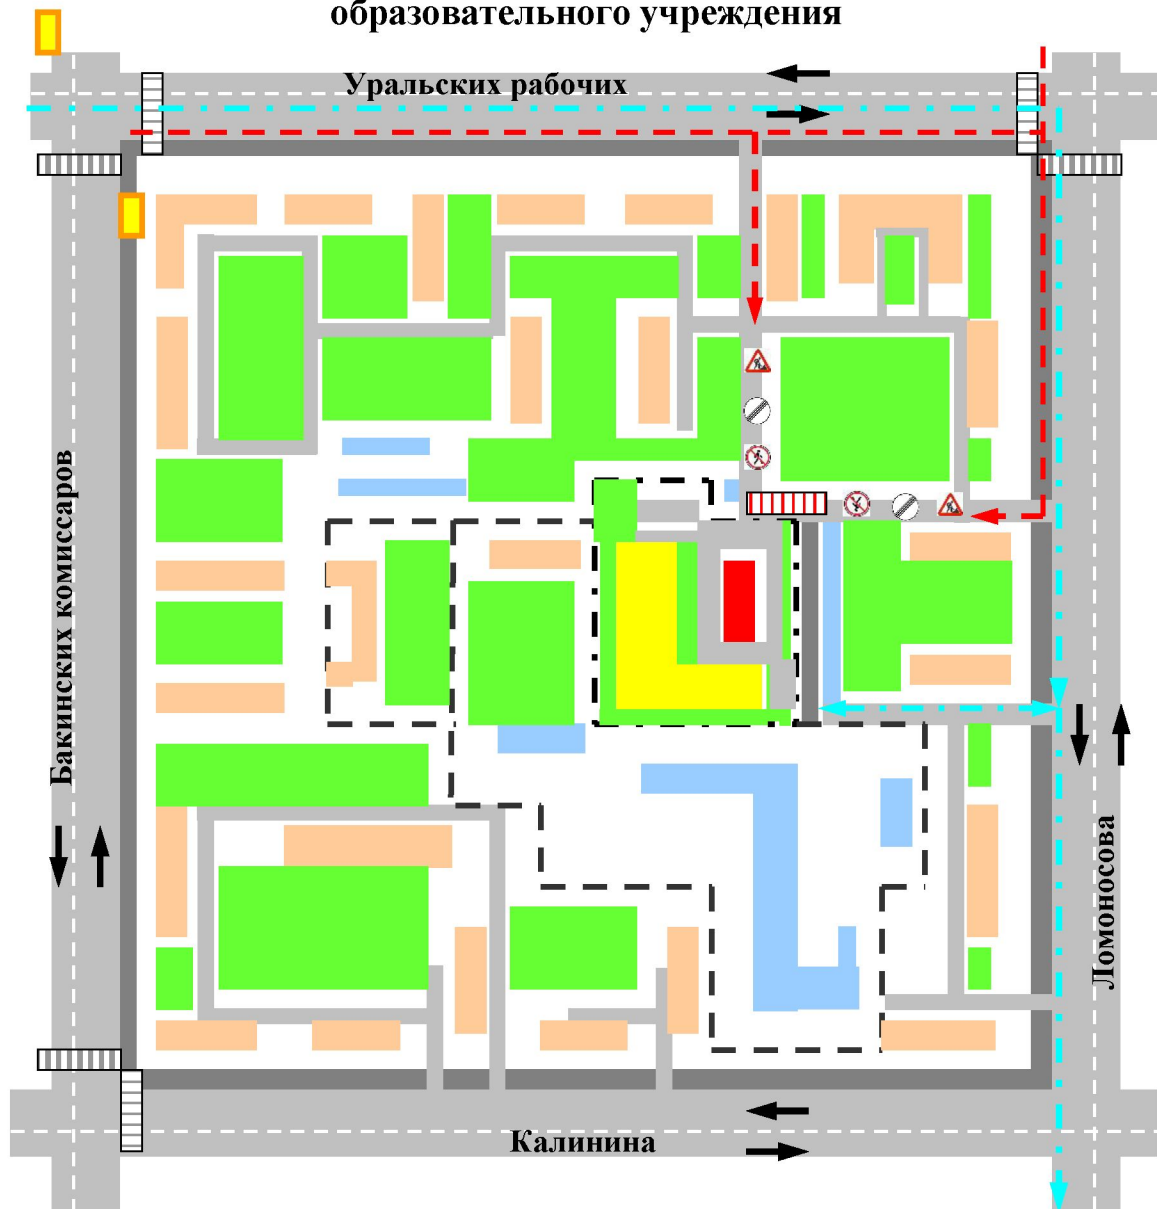 образовательного учреждения
Уральских рабочих
Бакинских комиссаров
Ломоносова
Калинина